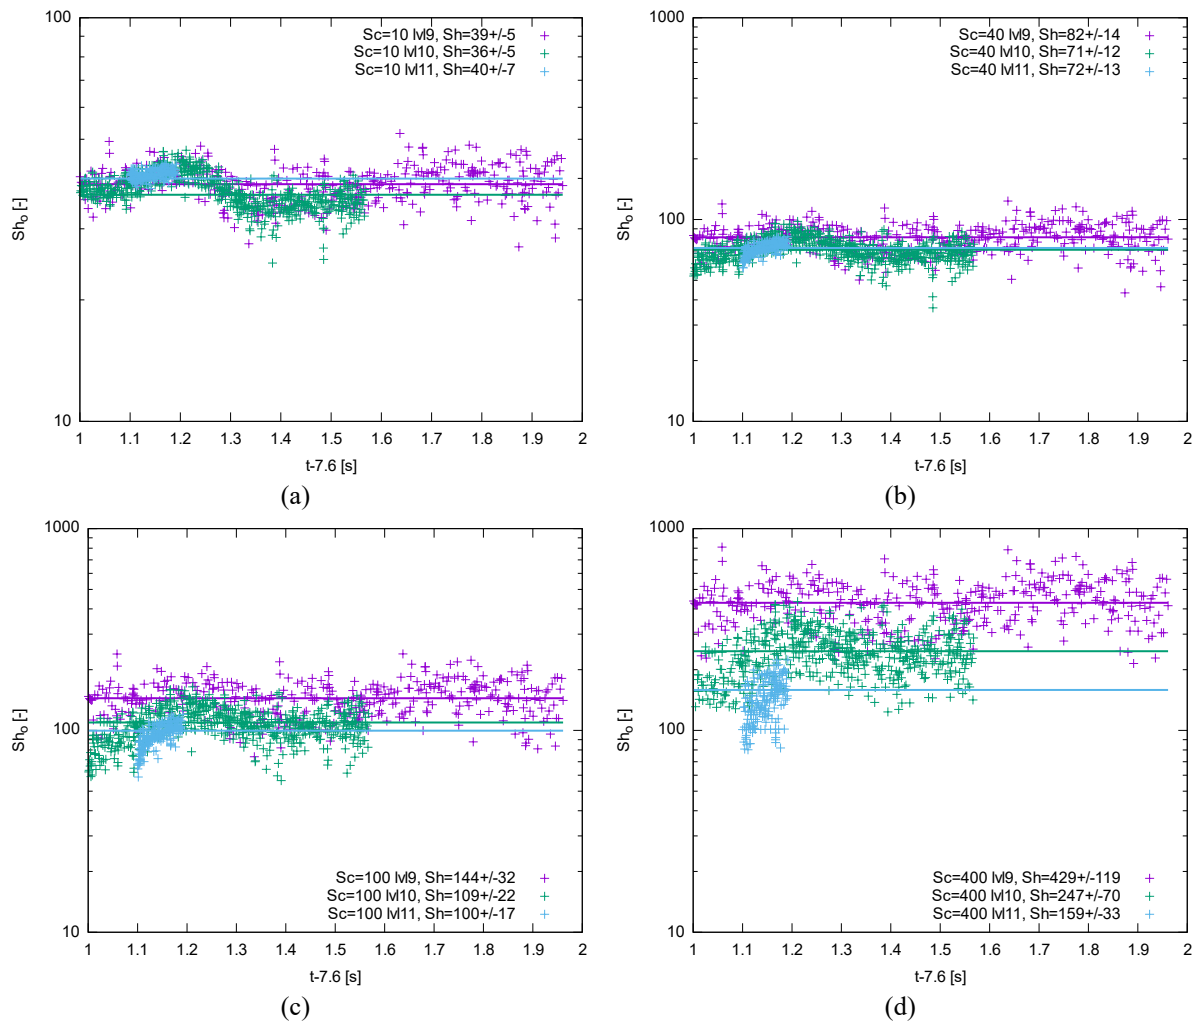 100
Sc=10 lvl9, Sh=39+/-5
Sc=10 lvl10, Sh=36+/-5
Sc=10 lvl11, Sh=40+/-7
Sh₀ [-]
10
1 1.1 1.2 1.3 1.4 1.5 1.6 1.7 1.8 1.9 2
t-7.6 [s]
(a)
1000
Sc=40 lvl9, Sh=82+/-14
Sc=40 lvl10, Sh=71+/-12
Sc=40 lvl11, Sh=72+/-13
100
Sh₀ [-]
10
1 1.1 1.2 1.3 1.4 1.5 1.6 1.7 1.8 1.9 2
t-7.6 [s]
(b)
1000
100
Sh₀ [-]
Sc=100 lvl9, Sh=144+/-32
Sc=100 lvl10, Sh=109+/-22
Sc=100 lvl11, Sh=100+/-17
10
1 1.1 1.2 1.3 1.4 1.5 1.6 1.7 1.8 1.9 2
t-7.6 [s]
(c)
1000
100
Sh₀ [-]
Sc=400 lvl9, Sh=429+/-119
Sc=400 lvl10, Sh=247+/-70
Sc=400 lvl11, Sh=159+/-33
10
1 1.1 1.2 1.3 1.4 1.5 1.6 1.7 1.8 1.9 2
t-7.6 [s]
(d)